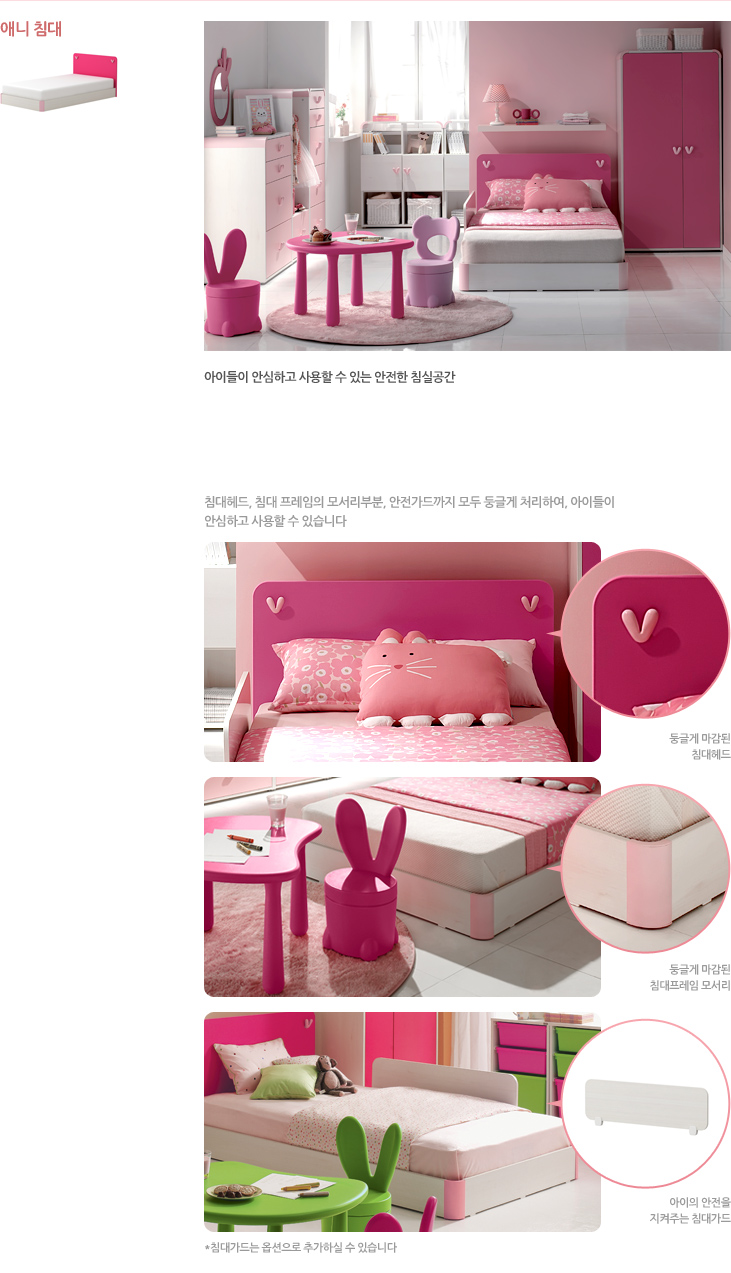 애니 침대
아이들이 안심하고 사용할 수 있는 안전한 침실공간
침대헤드, 침대 프레임의 모서리부분, 안전가드까지 모두 둥글게 처리하여, 아이들이
안심하고 사용할 수 있습니다
둥글게 마감된
침대헤드
둥글게 마감된
침대프레임 모서리
아이의 안전을
지켜주는 침대가드
*침대가드는 옵션으로 추가하실 수 있습니다